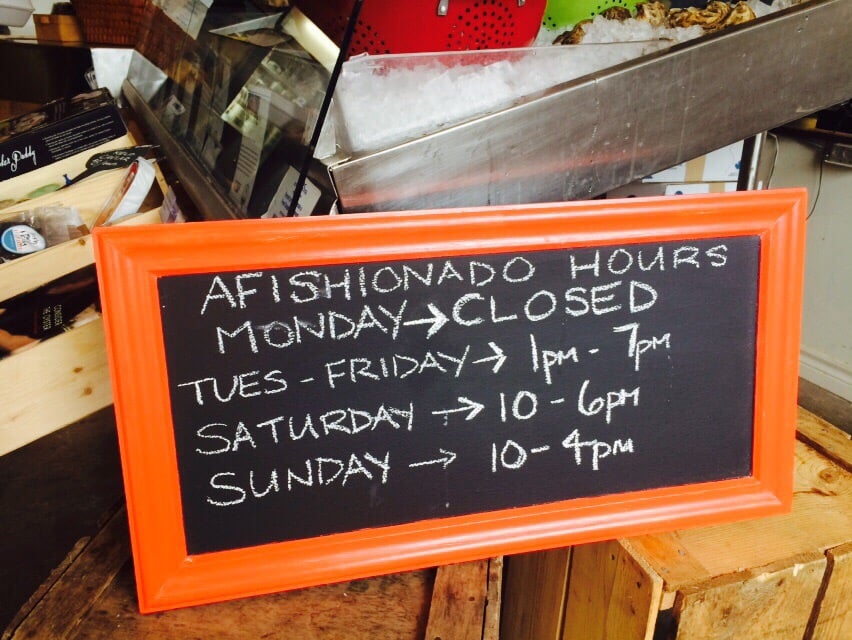 AFISHIONADO HOURS
MONDAY→CLOSED
TUES-FRIDAY→1pm-7pm
SATURDAY→10-6pm
SUNDAY→10-4pm